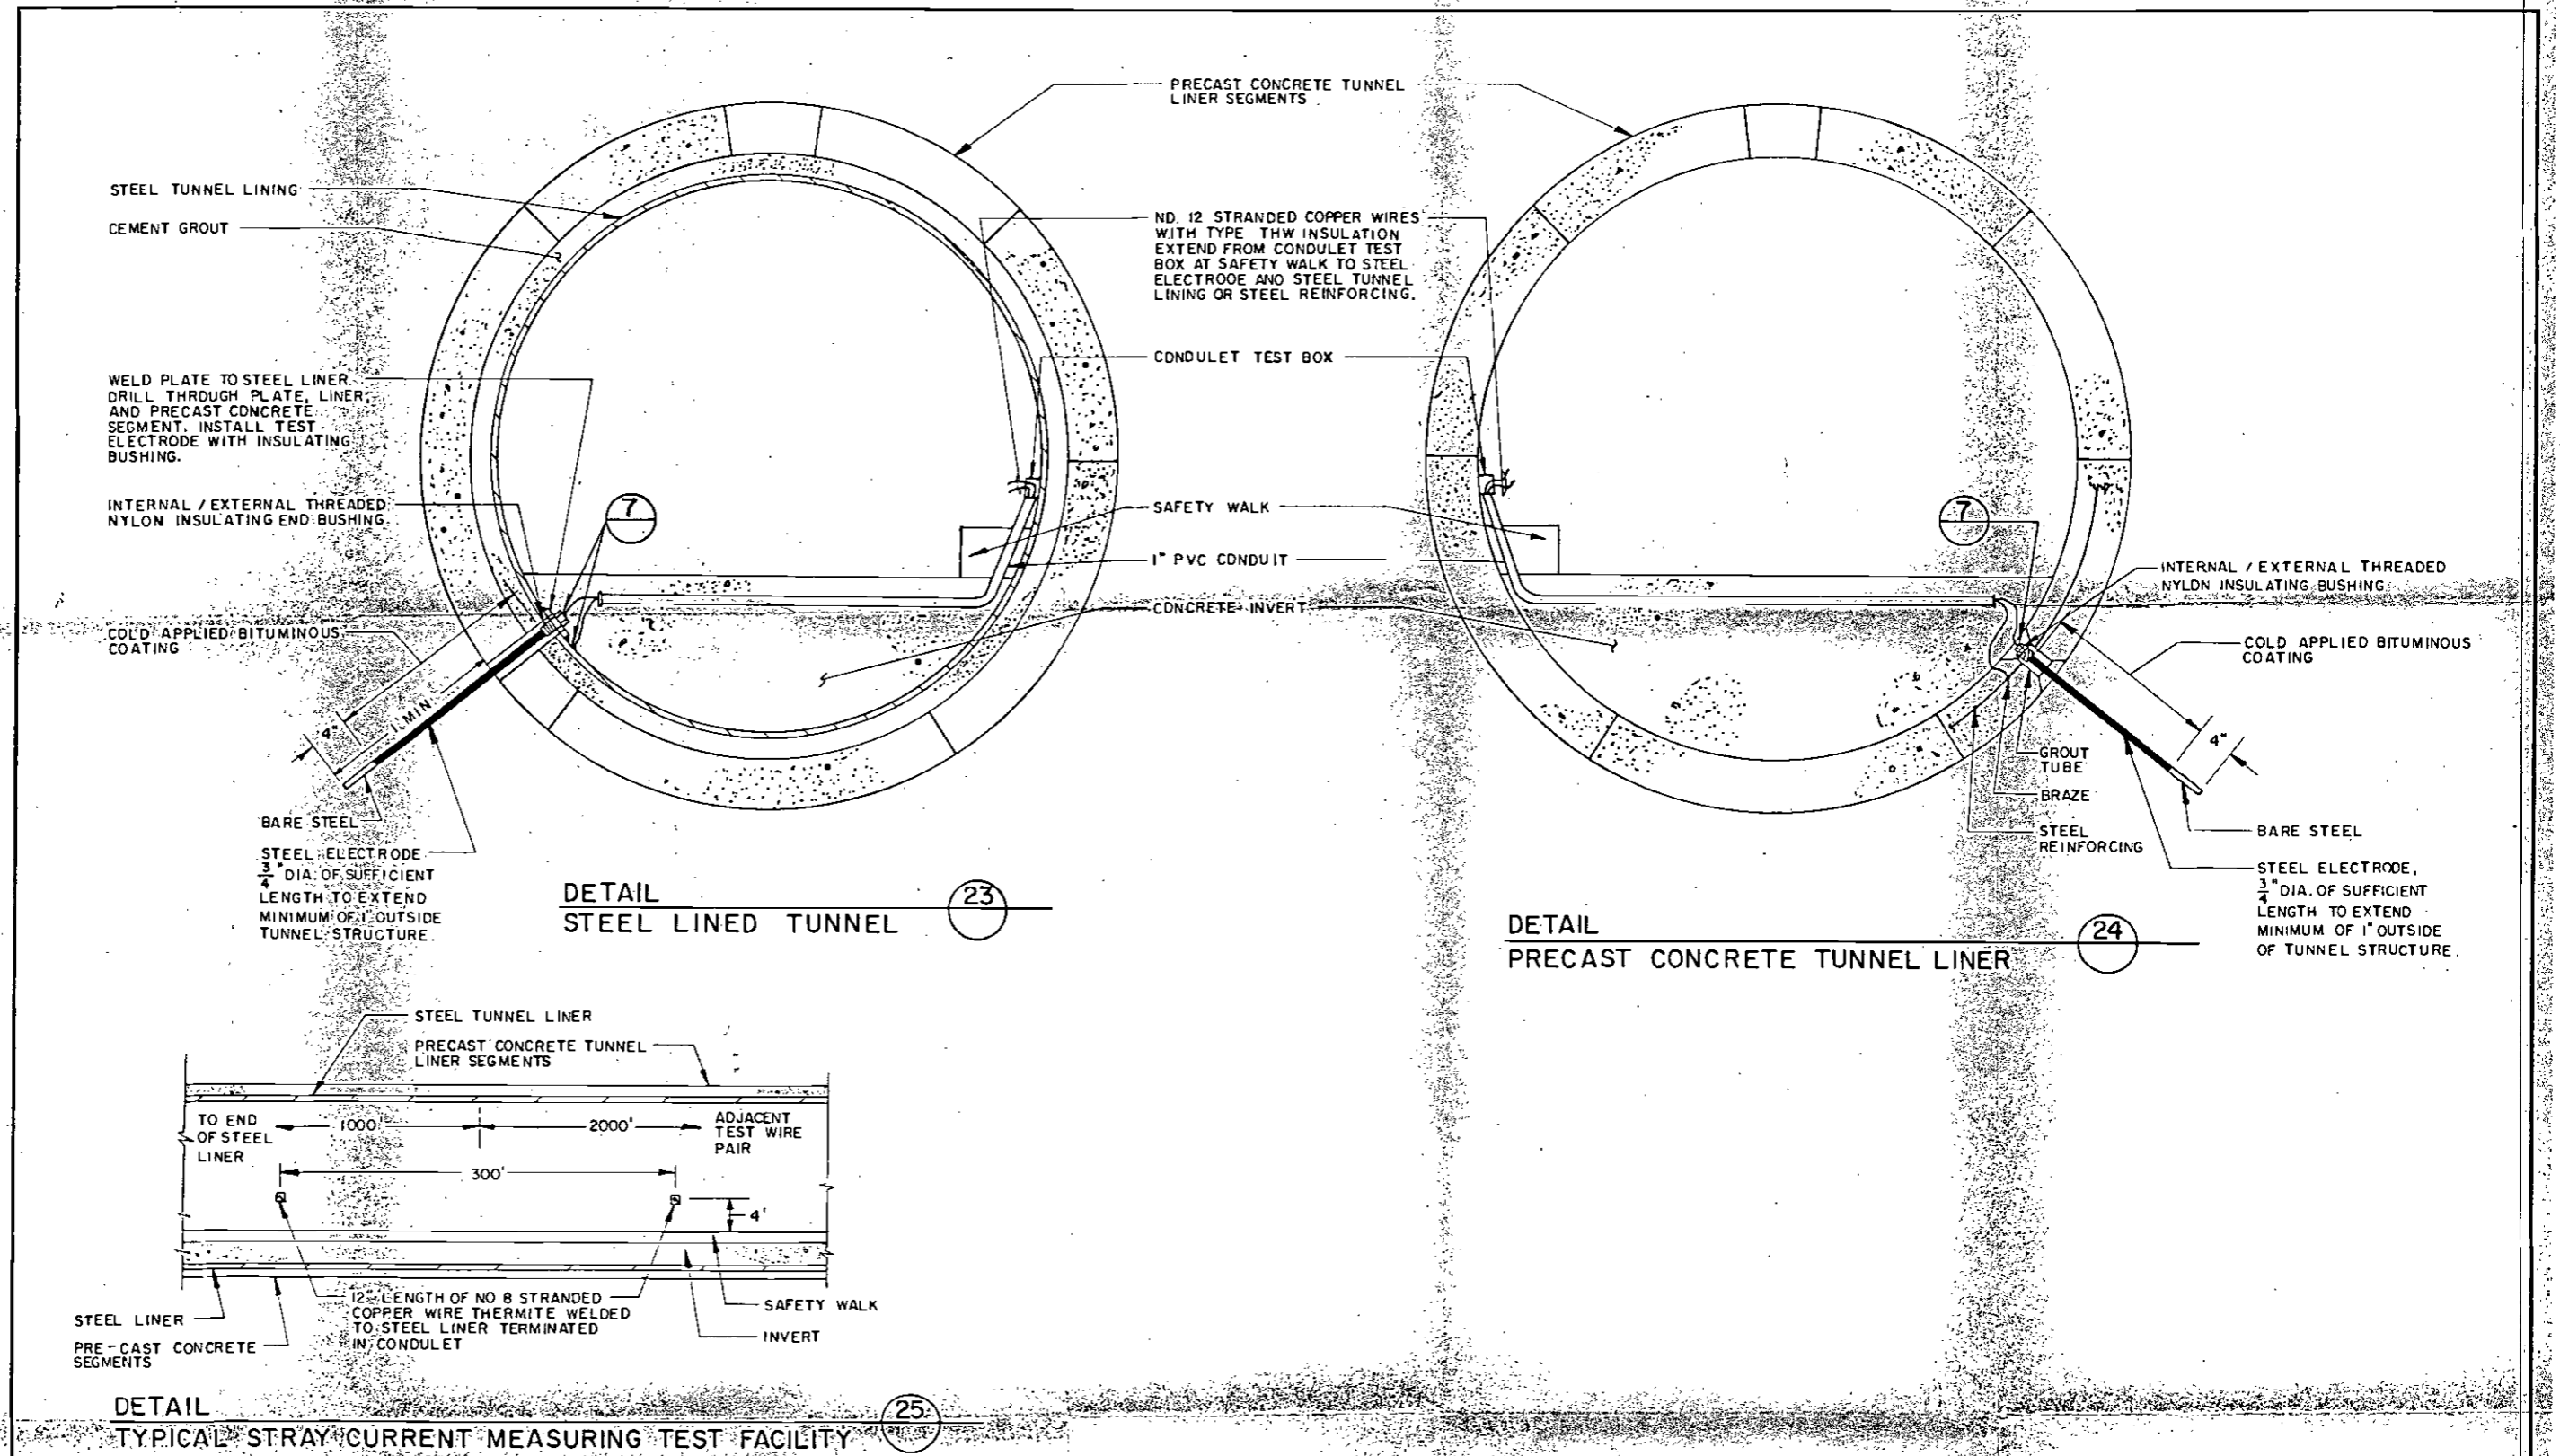 PRECAST CONCRETE TUNNEL
LINER SEGMENTS
STEEL TUNNEL LINING
CEMENT GROUT
NO. 12 STRANDED COPPER WIRES
WITH TYPE THW INSULATION
EXTEND FROM CONDULET TEST
BOX AT SAFETY WALK TO STEEL
ELECTRODE AND STEEL TUNNEL
LINING OR STEEL REINFORCING.
CONDULET TEST BOX
WELD PLATE TO STEEL LINER.
DRILL THROUGH PLATE, LINER,
AND PRECAST CONCRETE
SEGMENT. INSTALL TEST
ELECTRODE WITH INSULATING
BUSHING.
INTERNAL / EXTERNAL THREADED
NYLON INSULATING END BUSHING
7
SAFETY WALK
7
1" PVC CONDUIT
INTERNAL / EXTERNAL THREADED
NYLON INSULATING BUSHING
CONCRETE INVERT
COLD APPLIED BITUMINOUS
COATING
COLD APPLIED BITUMINOUS
COATING
1' MIN
4"
4"
GROUT
TUBE
BRAZE
STEEL
REINFORCING
BARE STEEL
BARE STEEL
STEEL ELECTRODE
3/4" DIA. OF SUFFICIENT
LENGTH TO EXTEND
MINIMUM OF 1' OUTSIDE
TUNNEL STRUCTURE.
STEEL ELECTRODE,
3/4" DIA. OF SUFFICIENT
LENGTH TO EXTEND
MINIMUM OF 1" OUTSIDE
OF TUNNEL STRUCTURE.
DETAIL
STEEL LINED TUNNEL
23
DETAIL
PRECAST CONCRETE TUNNEL LINER
24
STEEL TUNNEL LINER
PRECAST CONCRETE TUNNEL
LINER SEGMENTS
TO END
OF STEEL
LINER
1000'
2000'
ADJACENT
TEST WIRE
PAIR
300'
4'
12" LENGTH OF NO 8 STRANDED
COPPER WIRE THERMITE WELDED
TO STEEL LINER TERMINATED
IN CONDULET
SAFETY WALK
INVERT
STEEL LINER
PRE-CAST CONCRETE
SEGMENTS
DETAIL
TYPICAL STRAY CURRENT MEASURING TEST FACILITY
25